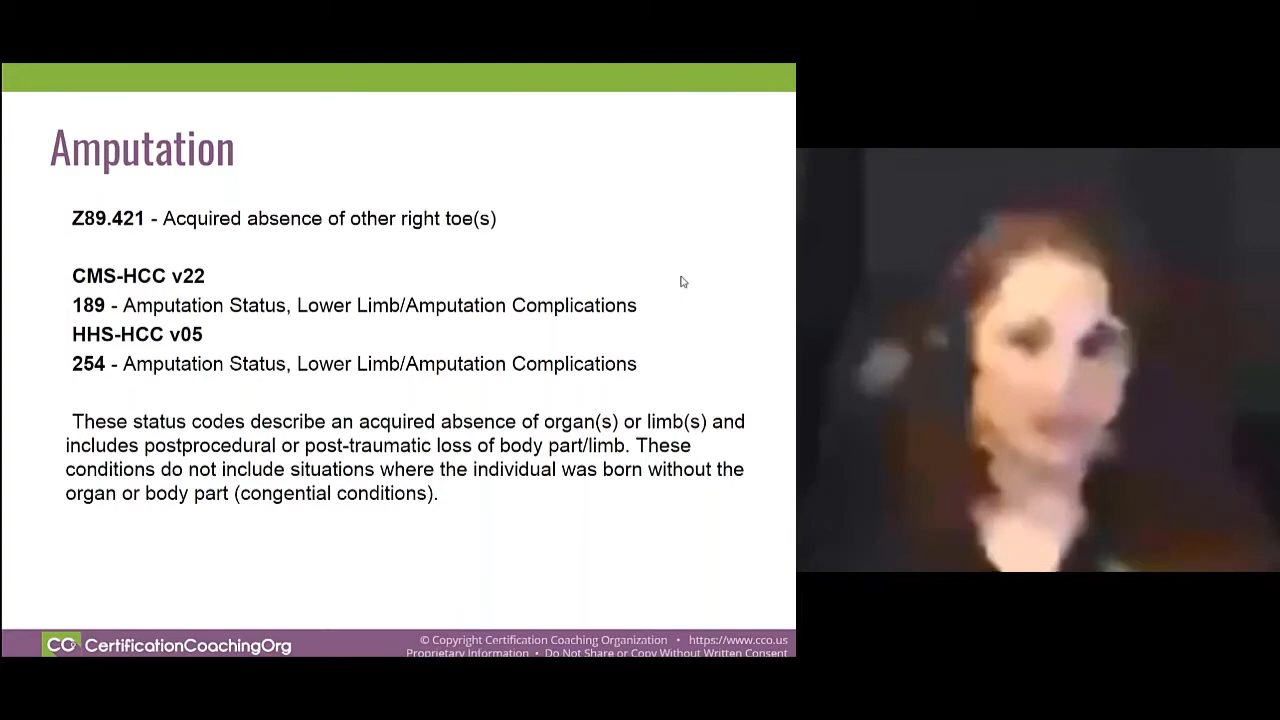 Amputation
Z89.421 - Acquired absence of other right toe(s)
CMS-HCC v22
189 - Amputation Status, Lower Limb/Amputation Complications
HHS-HCC v05
254 - Amputation Status, Lower Limb/Amputation Complications
These status codes describe an acquired absence of organ(s) or limb(s) and
includes postprocedural or post-traumatic loss of body part/limb. These
conditions do not include situations where the individual was born without the
organ or body part (congential conditions).
CO CertificationCoachingOrg
© Copyright Certification Coaching Organization • https://www.cco.us
Proprietary Information • Do Not Share or Copy Without Written Consent